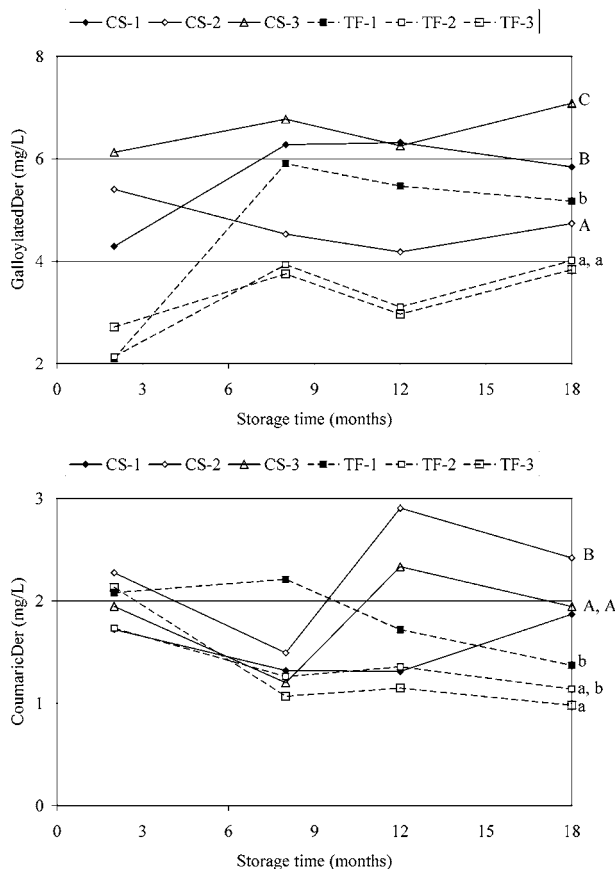 CS-1 CS-2 CS-3 TF-1 TF-2 TF-3
8
C
6
B
b
A
4
a, a
2
0 3 6 9 12 15 18
GalloylatedDer (mg/L)
Storage time (months)
CS-1 CS-2 CS-3 TF-1 TF-2 TF-3
3
B
2
A, A
b
a, b
1
a
0
0 3 6 9 12 15 18
CoumaricDer (mg/L)
Storage time (months)